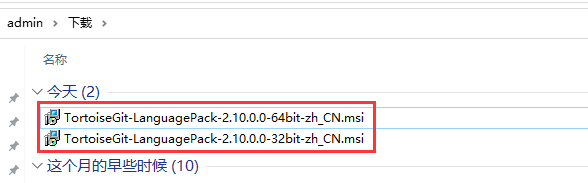 admin > 下载
名称
今天 (2)
TortoiseGit-LanguagePack-2.10.0.0-64bit-zh_CN.msi
TortoiseGit-LanguagePack-2.10.0.0-32bit-zh_CN.msi
这个月的早些时候 (10)